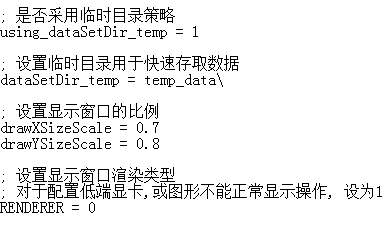 ; 是否采用临时目录策略
using_dataSetDir_temp = 1
; 设置临时目录用于快速存取数据
dataSetDir_temp = temp_data\
; 设置显示窗口的比例
drawXSizeScale = 0.7
drawYSizeScale = 0.8
; 设置显示窗口渲染类型
; 对于配置低端显卡,或图形不能正常显示操作, 设为1
RENDERER = 0